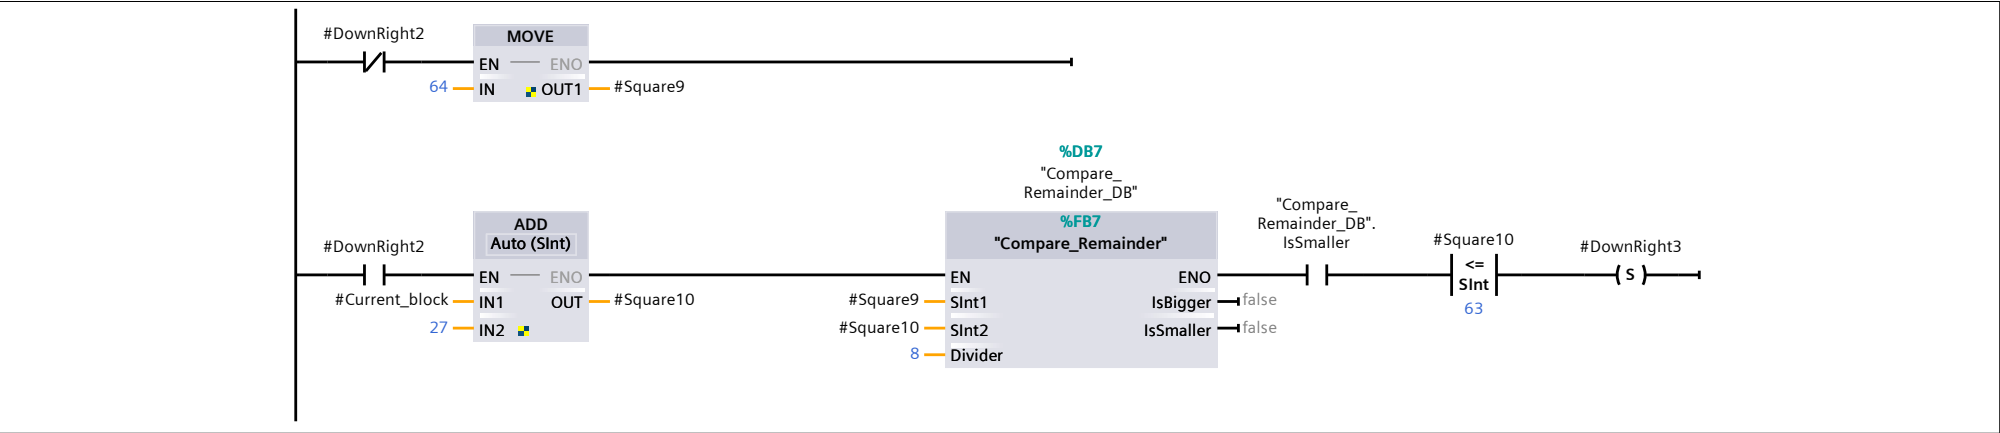 #DownRight2
MOVE
EN ENO
64 IN OUT1 #Square9
%DB7
"Compare_
Remainder_DB"
#DownRight2
ADD
Auto (SInt)
EN ENO
#Current_block IN1 OUT #Square10
27 IN2
%FB7
"Compare_Remainder"
EN ENO
#Square9 SInt1 IsBigger false
#Square10 SInt2 IsSmaller false
8 Divider
"Compare_
Remainder_DB".
IsSmaller
#Square10
<=
SInt
63
#DownRight3
S